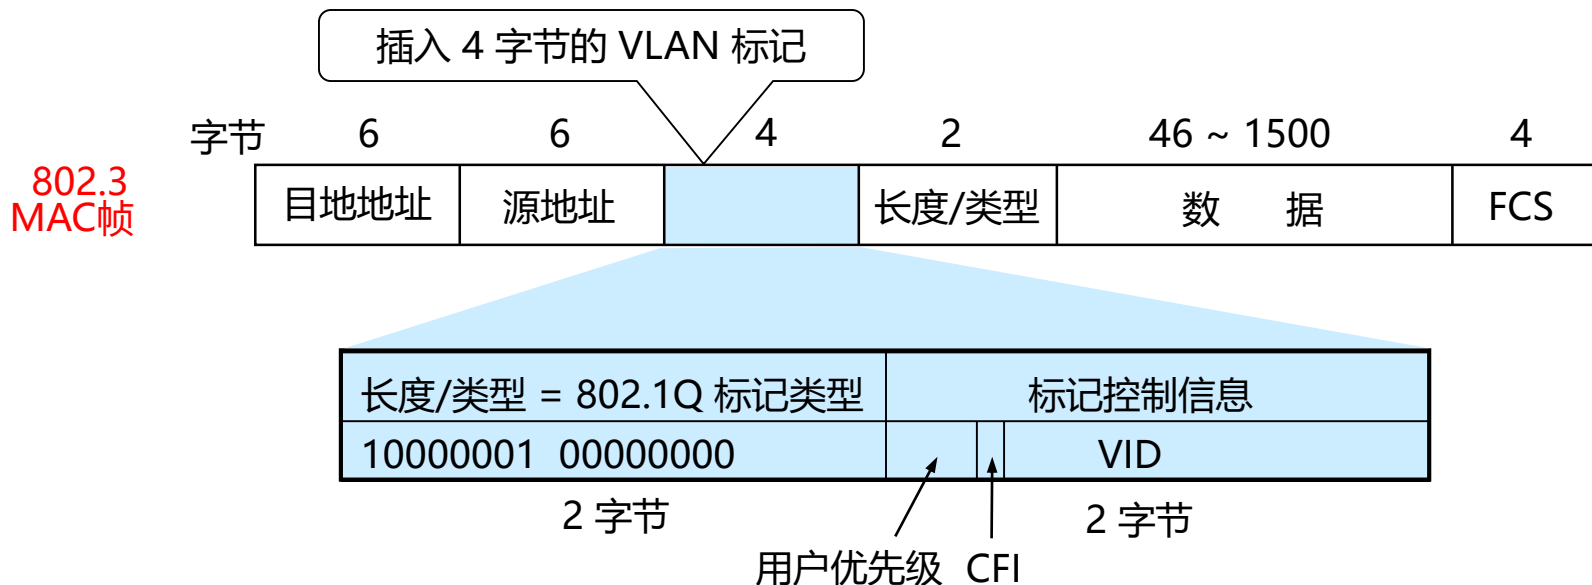 插入 4 字节的 VLAN 标记
字节 6 6 4 2 46 ~ 1500 4
802.3
MAC帧
目地地址 源地址 长度/类型 数 据 FCS
长度/类型 = 802.1Q 标记类型 标记控制信息
10000001 00000000 VID
2 字节 2 字节
用户优先级 CFI